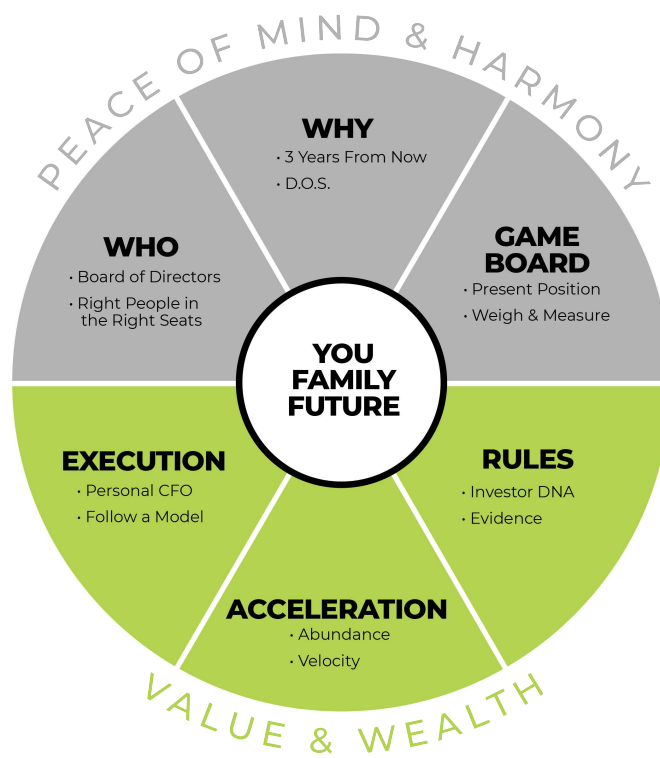 PEACE OF MIND & HARMONY
WHY
• 3 Years From Now
• D.O.S.
GAME
BOARD
• Present Position
• Weigh & Measure
WHO
• Board of Directors
• Right People in
the Right Seats
YOU
FAMILY
FUTURE
EXECUTION
• Personal CFO
• Follow a Model
RULES
• Investor DNA
• Evidence
ACCELERATION
• Abundance
• Velocity
VALUE & WEALTH